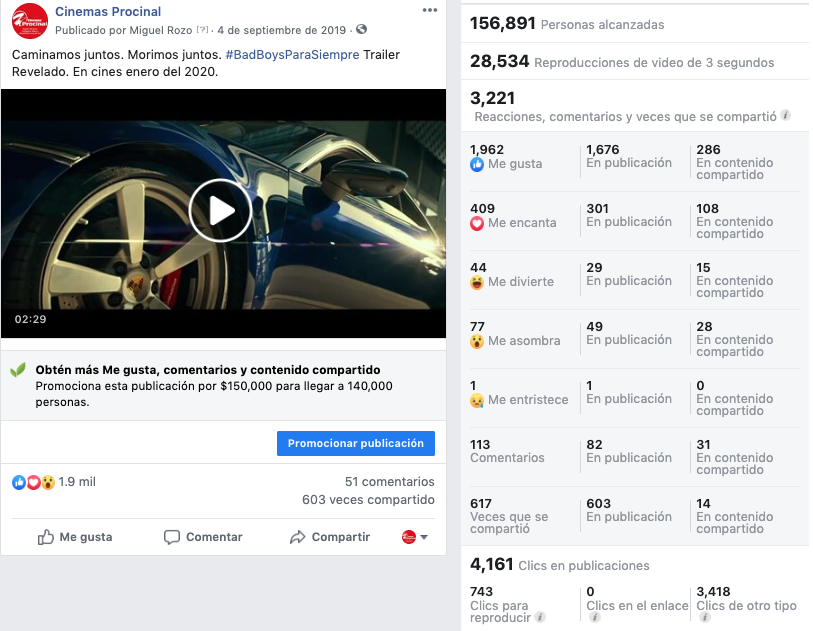 Cinemas Procinal
Publicado por Miguel Rozo [?] · 4 de septiembre de 2019 ·
Caminamos juntos. Morimos juntos. #BadBoysParaSiempre Trailer
Revelado. En cines enero del 2020.
02:29
Obtén más Me gusta, comentarios y contenido compartido
Promociona esta publicación por $150,000 para llegar a 140,000
personas.
Promocionar publicación
1.9 mil
51 comentarios
603 veces compartido
Me gusta
Comentar
Compartir
156,891 Personas alcanzadas
28,534 Reproducciones de video de 3 segundos
3,221
Reacciones, comentarios y veces que se compartió
1,962
Me gusta
1,676
En publicación
286
En contenido
compartido
409
Me encanta
301
En publicación
108
En contenido
compartido
44
Me divierte
29
En publicación
15
En contenido
compartido
77
Me asombra
49
En publicación
28
En contenido
compartido
1
Me entristece
1
En publicación
0
En contenido
compartido
113
Comentarios
82
En publicación
31
En contenido
compartido
617
Veces que se
compartió
603
En publicación
14
En contenido
compartido
4,161 Clics en publicaciones
743
Clics para
reproducir
0
Clics en el enlace
3,418
Clics de otro tipo